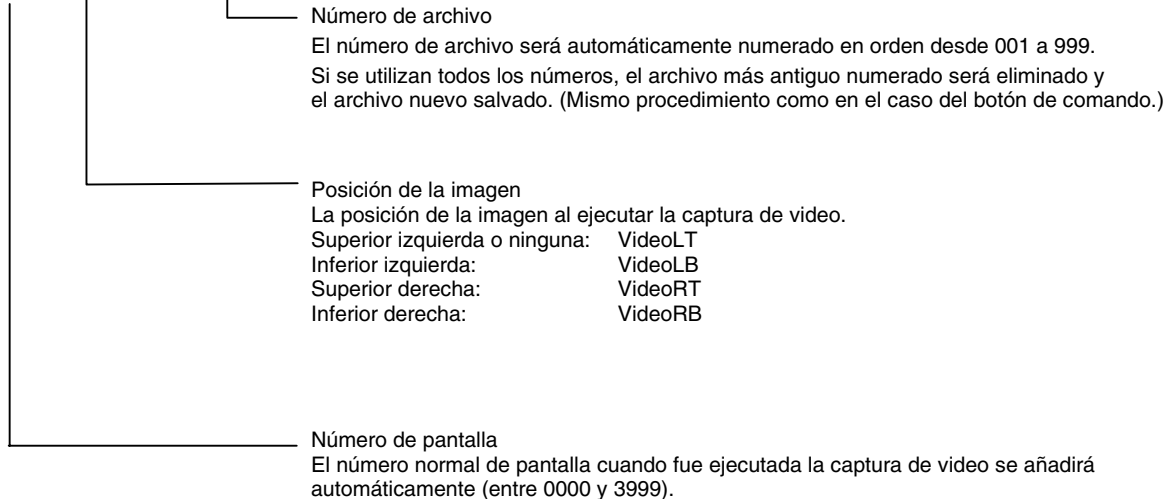 Número de archivo
El número de archivo será automáticamente numerado en orden desde 001 a 999.
Si se utilizan todos los números, el archivo más antiguo numerado será eliminado y
el archivo nuevo salvado. (Mismo procedimiento como en el caso del botón de comando.)
Posición de la imagen
La posición de la imagen al ejecutar la captura de video.
Superior izquierda o ninguna: VideoLT
Inferior izquierda: VideoLB
Superior derecha: VideoRT
Inferior derecha: VideoRB
Número de pantalla
El número normal de pantalla cuando fue ejecutada la captura de video se añadirá
automáticamente (entre 0000 y 3999).